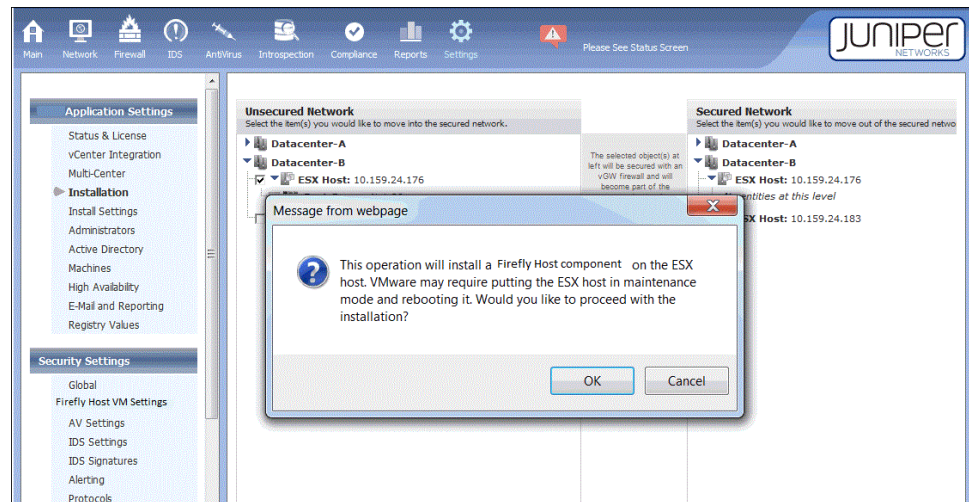 Main
Network
Firewall
IDS
AntiVirus
Introspection
Compliance
Reports
Settings
Please See Status Screen
JUNIPER
NETWORKS
Application Settings
Status & License
vCenter Integration
Multi-Center
Installation
Install Settings
Administrators
Active Directory
Machines
High Availability
E-Mail and Reporting
Registry Values
Security Settings
Global
Firefly Host VM Settings
AV Settings
IDS Settings
IDS Signatures
Alerting
Protocols
Unsecured Network
Select the item(s) you would like to move into the secured network.
Datacenter-A
Datacenter-B
ESX Host: 10.159.24.176
The selected object(s) at
left will be secured with an
vGW firewall and will
become part of the
Secured Network
Select the item(s) you would like to move out of the secured netwo
Datacenter-A
Datacenter-B
ESX Host: 10.159.24.176
entities at this level
SX Host: 10.159.24.183
Message from webpage
This operation will install a Firefly Host component on the ESX
host. VMware may require putting the ESX host in maintenance
mode and rebooting it. Would you like to proceed with the
installation?
OK
Cancel